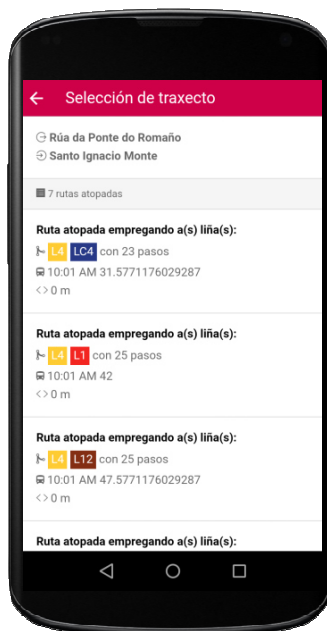 Selección de traxecto
Rúa da Ponte do Romaño
Santo Ignacio Monte
7 rutas atopadas
Ruta atopada empregando a(s) liña(s):
L4 LC4 con 23 pasos
10:01 AM 31.5771176029287
0 m
Ruta atopada empregando a(s) liña(s):
L4 L1 con 25 pasos
10:01 AM 42
0 m
Ruta atopada empregando a(s) liña(s):
L4 L12 con 25 pasos
10:01 AM 47.5771176029287
0 m
Ruta atopada empregando a(s) liña(s):